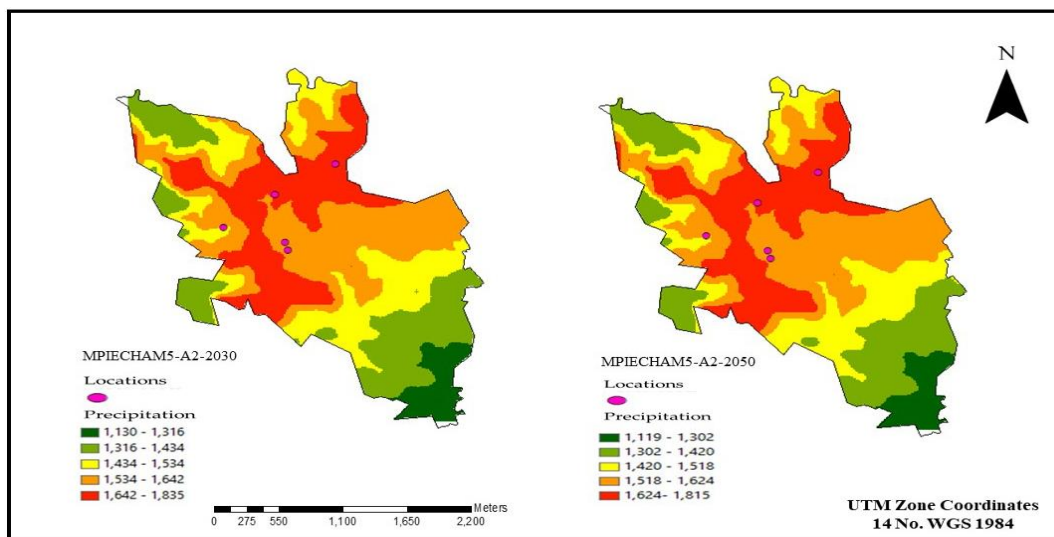 N
MPIECHAM5-A2-2030
Locations
Precipitation
1,130 - 1,316
1,316 - 1,434
1,434 - 1,534
1,534 - 1,642
1,642 - 1,835
0 275 550 1,100 1,650 2,200
Meters
MPIECHAM5-A2-2050
Locations
Precipitation
1,119 - 1,302
1,302 - 1,420
1,420 - 1,518
1,518 - 1,624
1,624- 1,815
UTM Zone Coordinates
14 No. WGS 1984